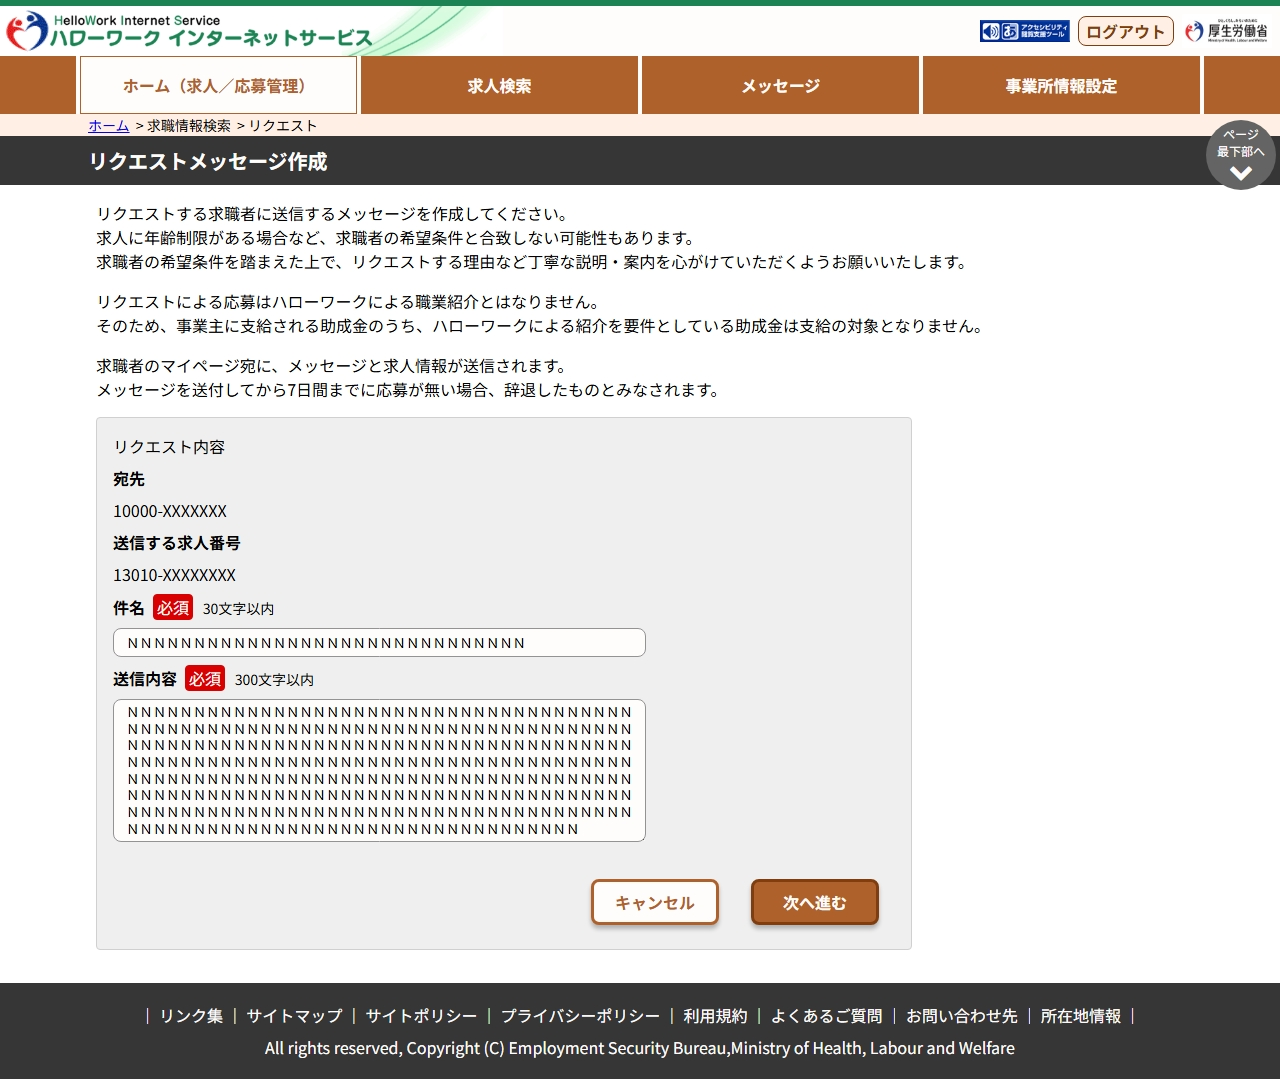 HelloWork Internet Service
ハローワーク インターネットサービス
アクセシビリティ
閲覧支援ツール
ログアウト
厚生労働省
ホーム（求人／応募管理）
求人検索
メッセージ
事業所情報設定
ホーム ＞求職情報検索 ＞リクエスト
ページ
最下部へ
リクエストメッセージ作成
リクエストする求職者に送信するメッセージを作成してください。
求人に年齢制限がある場合など、求職者の希望条件と合致しない可能性もあります。
求職者の希望条件を踏まえた上で、リクエストする理由など丁寧な説明・案内を心がけていただくようお願いいたします。
リクエストによる応募はハローワークによる職業紹介とはなりません。
そのため、事業主に支給される助成金のうち、ハローワークによる紹介を要件としている助成金は支給の対象となりません。
求職者のマイページ宛に、メッセージと求人情報が送信されます。
メッセージを送付してから7日間までに応募が無い場合、辞退したものとみなされます。
リクエスト内容
宛先
10000-XXXXXXX
送信する求人番号
13010-XXXXXXXX
件名 必須 30文字以内
ＮＮＮＮＮＮＮＮＮＮＮＮＮＮＮＮＮＮＮＮＮＮＮＮＮＮＮＮＮＮ
送信内容 必須 300文字以内
ＮＮＮＮＮＮＮＮＮＮＮＮＮＮＮＮＮＮＮＮＮＮＮＮＮＮＮＮＮＮＮＮＮＮＮＮＮＮ
ＮＮＮＮＮＮＮＮＮＮＮＮＮＮＮＮＮＮＮＮＮＮＮＮＮＮＮＮＮＮＮＮＮＮＮＮＮＮ
ＮＮＮＮＮＮＮＮＮＮＮＮＮＮＮＮＮＮＮＮＮＮＮＮＮＮＮＮＮＮＮＮＮＮＮＮＮＮ
ＮＮＮＮＮＮＮＮＮＮＮＮＮＮＮＮＮＮＮＮＮＮＮＮＮＮＮＮＮＮＮＮＮＮＮＮＮＮ
ＮＮＮＮＮＮＮＮＮＮＮＮＮＮＮＮＮＮＮＮＮＮＮＮＮＮＮＮＮＮＮＮＮＮＮＮＮＮ
ＮＮＮＮＮＮＮＮＮＮＮＮＮＮＮＮＮＮＮＮＮＮＮＮＮＮＮＮＮＮＮＮＮＮＮＮＮＮ
ＮＮＮＮＮＮＮＮＮＮＮＮＮＮＮＮＮＮＮＮＮＮＮＮＮＮＮＮＮＮＮＮＮＮＮＮＮＮ
ＮＮＮＮＮＮＮＮＮＮＮＮＮＮＮＮＮＮＮＮＮＮＮＮＮＮＮＮＮＮＮＮＮＮ
キャンセル
次へ進む
｜ リンク集 ｜ サイトマップ ｜ サイトポリシー ｜ プライバシーポリシー ｜ 利用規約 ｜ よくあるご質問 ｜ お問い合わせ先 ｜ 所在地情報 ｜
All rights reserved, Copyright (C) Employment Security Bureau,Ministry of Health, Labour and Welfare